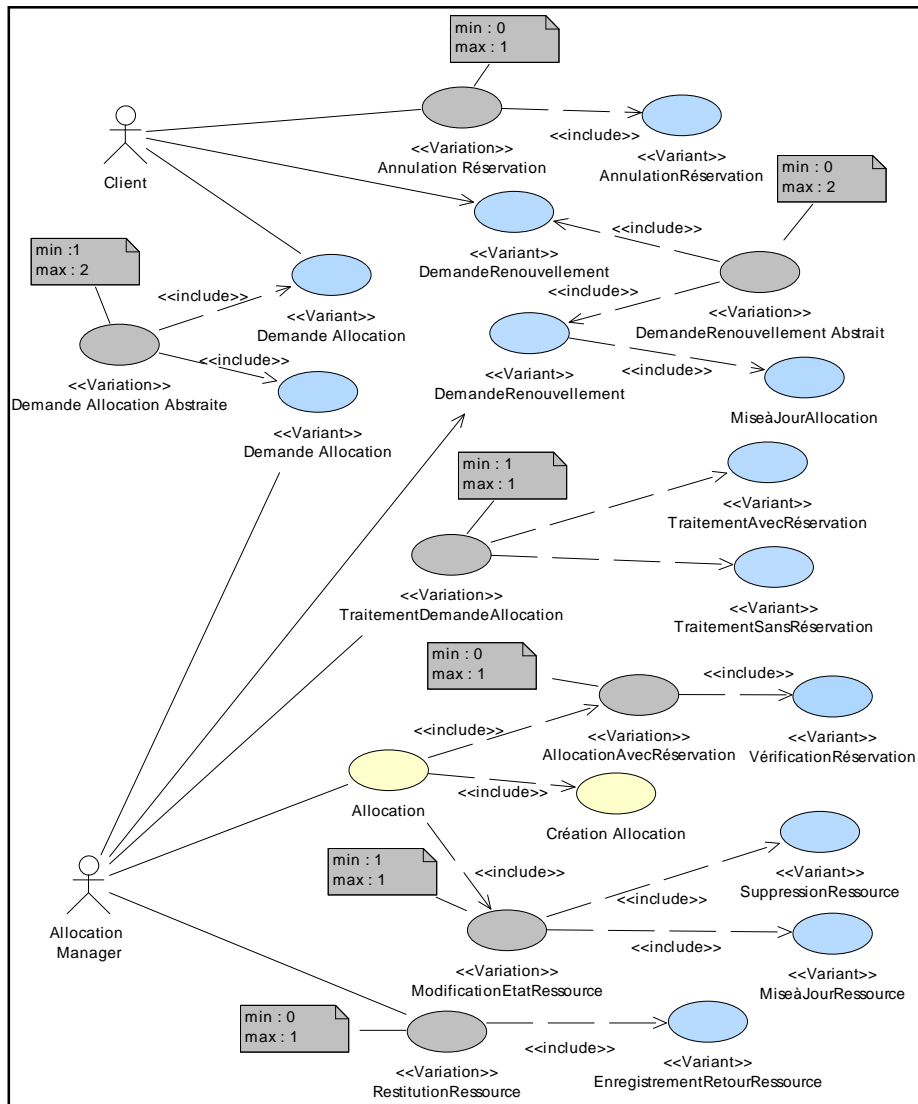 min : 0
max : 1
<<include>>
<<Variation>>
Annulation Réservation
<<Variant>>
AnnulationRéservation
Client
min : 0
max : 2
<<include>>
<<Variant>>
DemandeRenouvellement
min :1
max : 2
<<include>>
<<Variant>>
Demande Allocation
<<include>>
<<Variation>>
DemandeRenouvellement Abstrait
<<include>>
<<Variation>>
Demande Allocation Abstraite
<<Variant>>
DemandeRenouvellement
<<include>>
MiseàJourAllocation
<<Variant>>
Demande Allocation
min : 1
max : 1
<<Variant>>
TraitementAvecRéservation
<<Variation>>
TraitementDemandeAllocation
<<Variant>>
TraitementSansRéservation
min : 0
max : 1
<<include>>
<<include>>
<<Variation>>
AllocationAvecRéservation
<<Variant>>
VérificationRéservation
Allocation
<<include>>
Création Allocation
min : 1
max : 1
<<include>>
<<include>>
<<Variant>>
SuppressionRessource
Allocation
Manager
<<include>>
<<Variation>>
ModificationEtatRessource
<<Variant>>
MiseàJourRessource
min : 0
max : 1
<<include>>
<<Variation>>
RestitutionRessource
<<Variant>>
EnregistrementRetourRessource